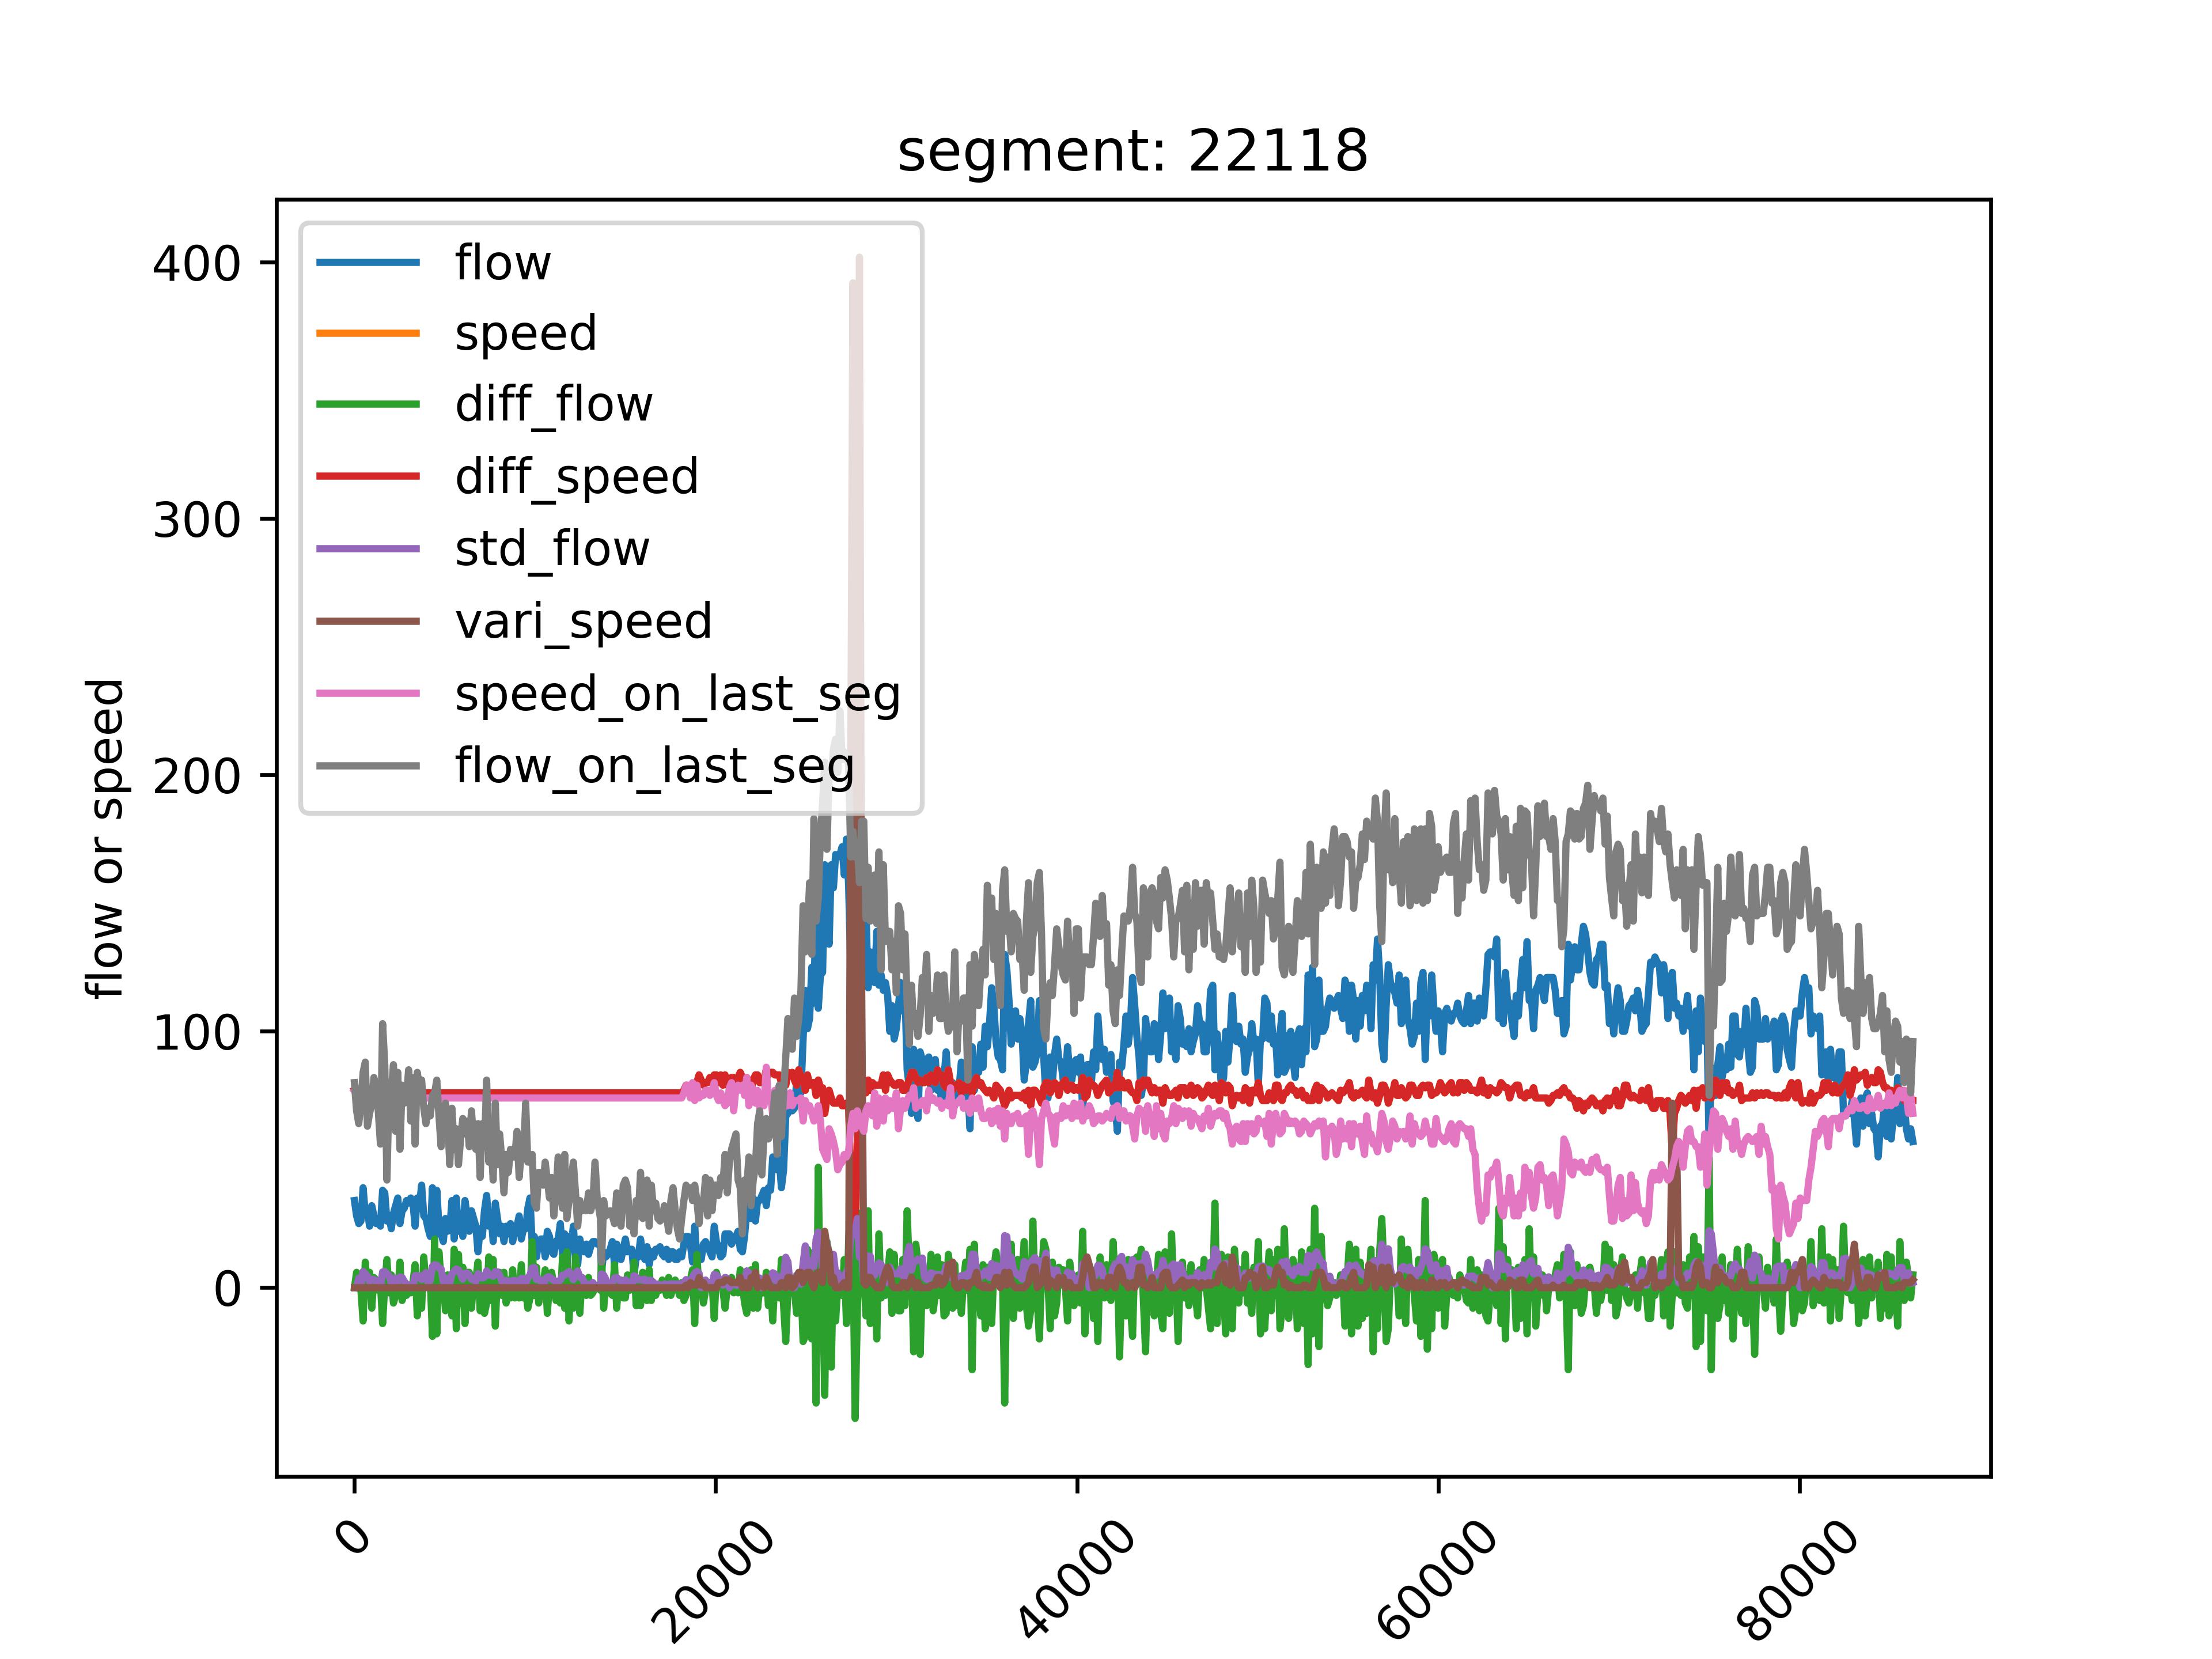 segment: 22118
flow or speed
400
300
200
100
0
flow
speed
diff_flow
diff_speed
std_flow
vari_speed
speed_on_last_seg
flow_on_last_seg
0
20000
40000
60000
80000